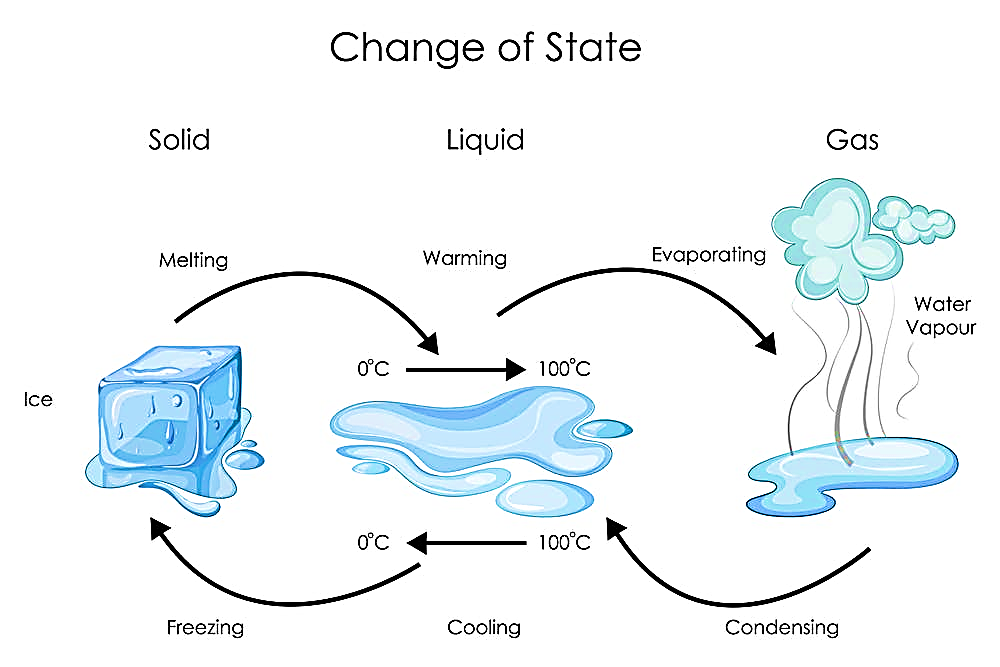 Change of State
Solid
Liquid
Gas
Melting
Warming
Evaporating
Water
Vapour
0°C
100°C
Ice
0°C
100°C
Freezing
Cooling
Condensing